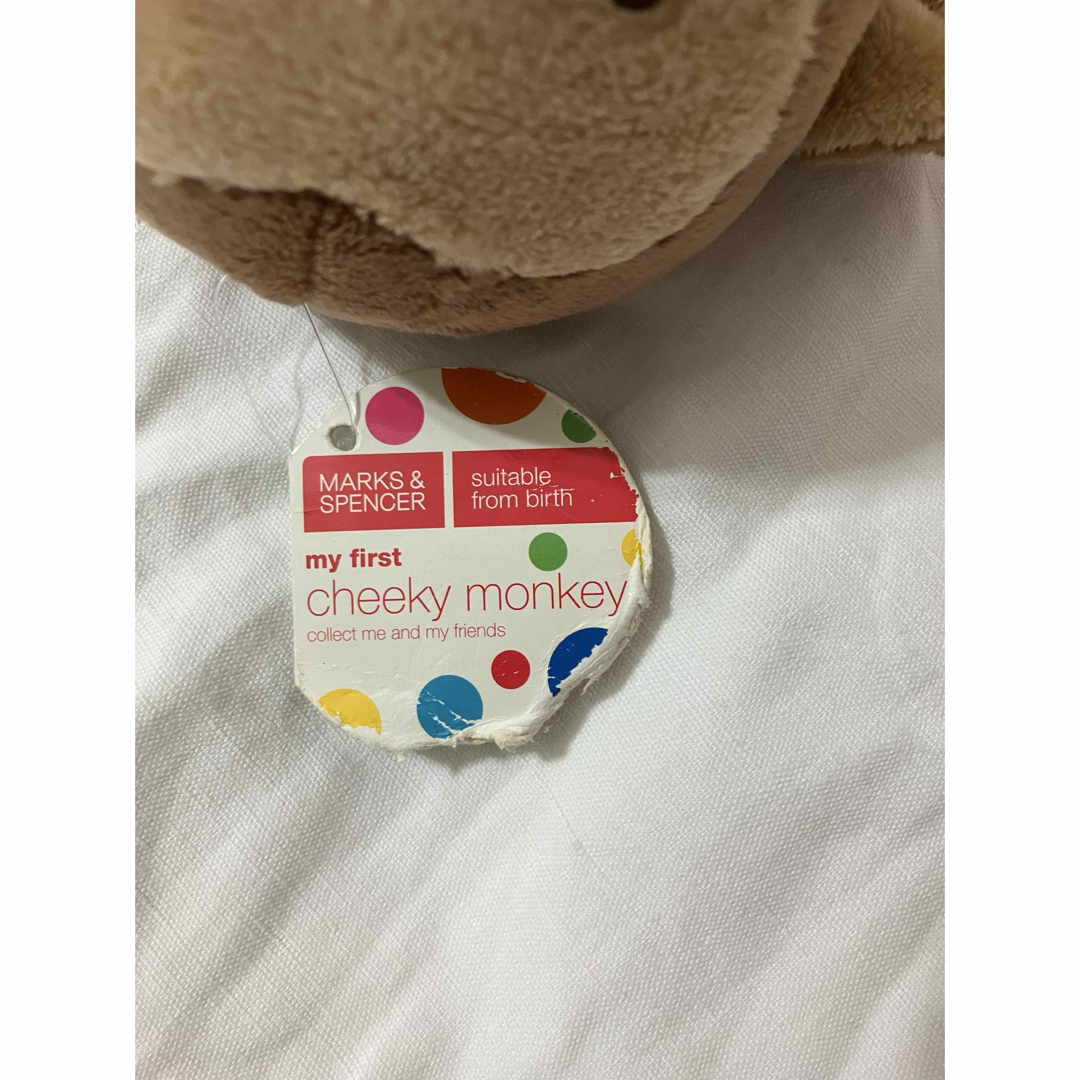 MARKS &
SPENCER
suitable
from birth
my first
cheeky monkey
collect me and my friends